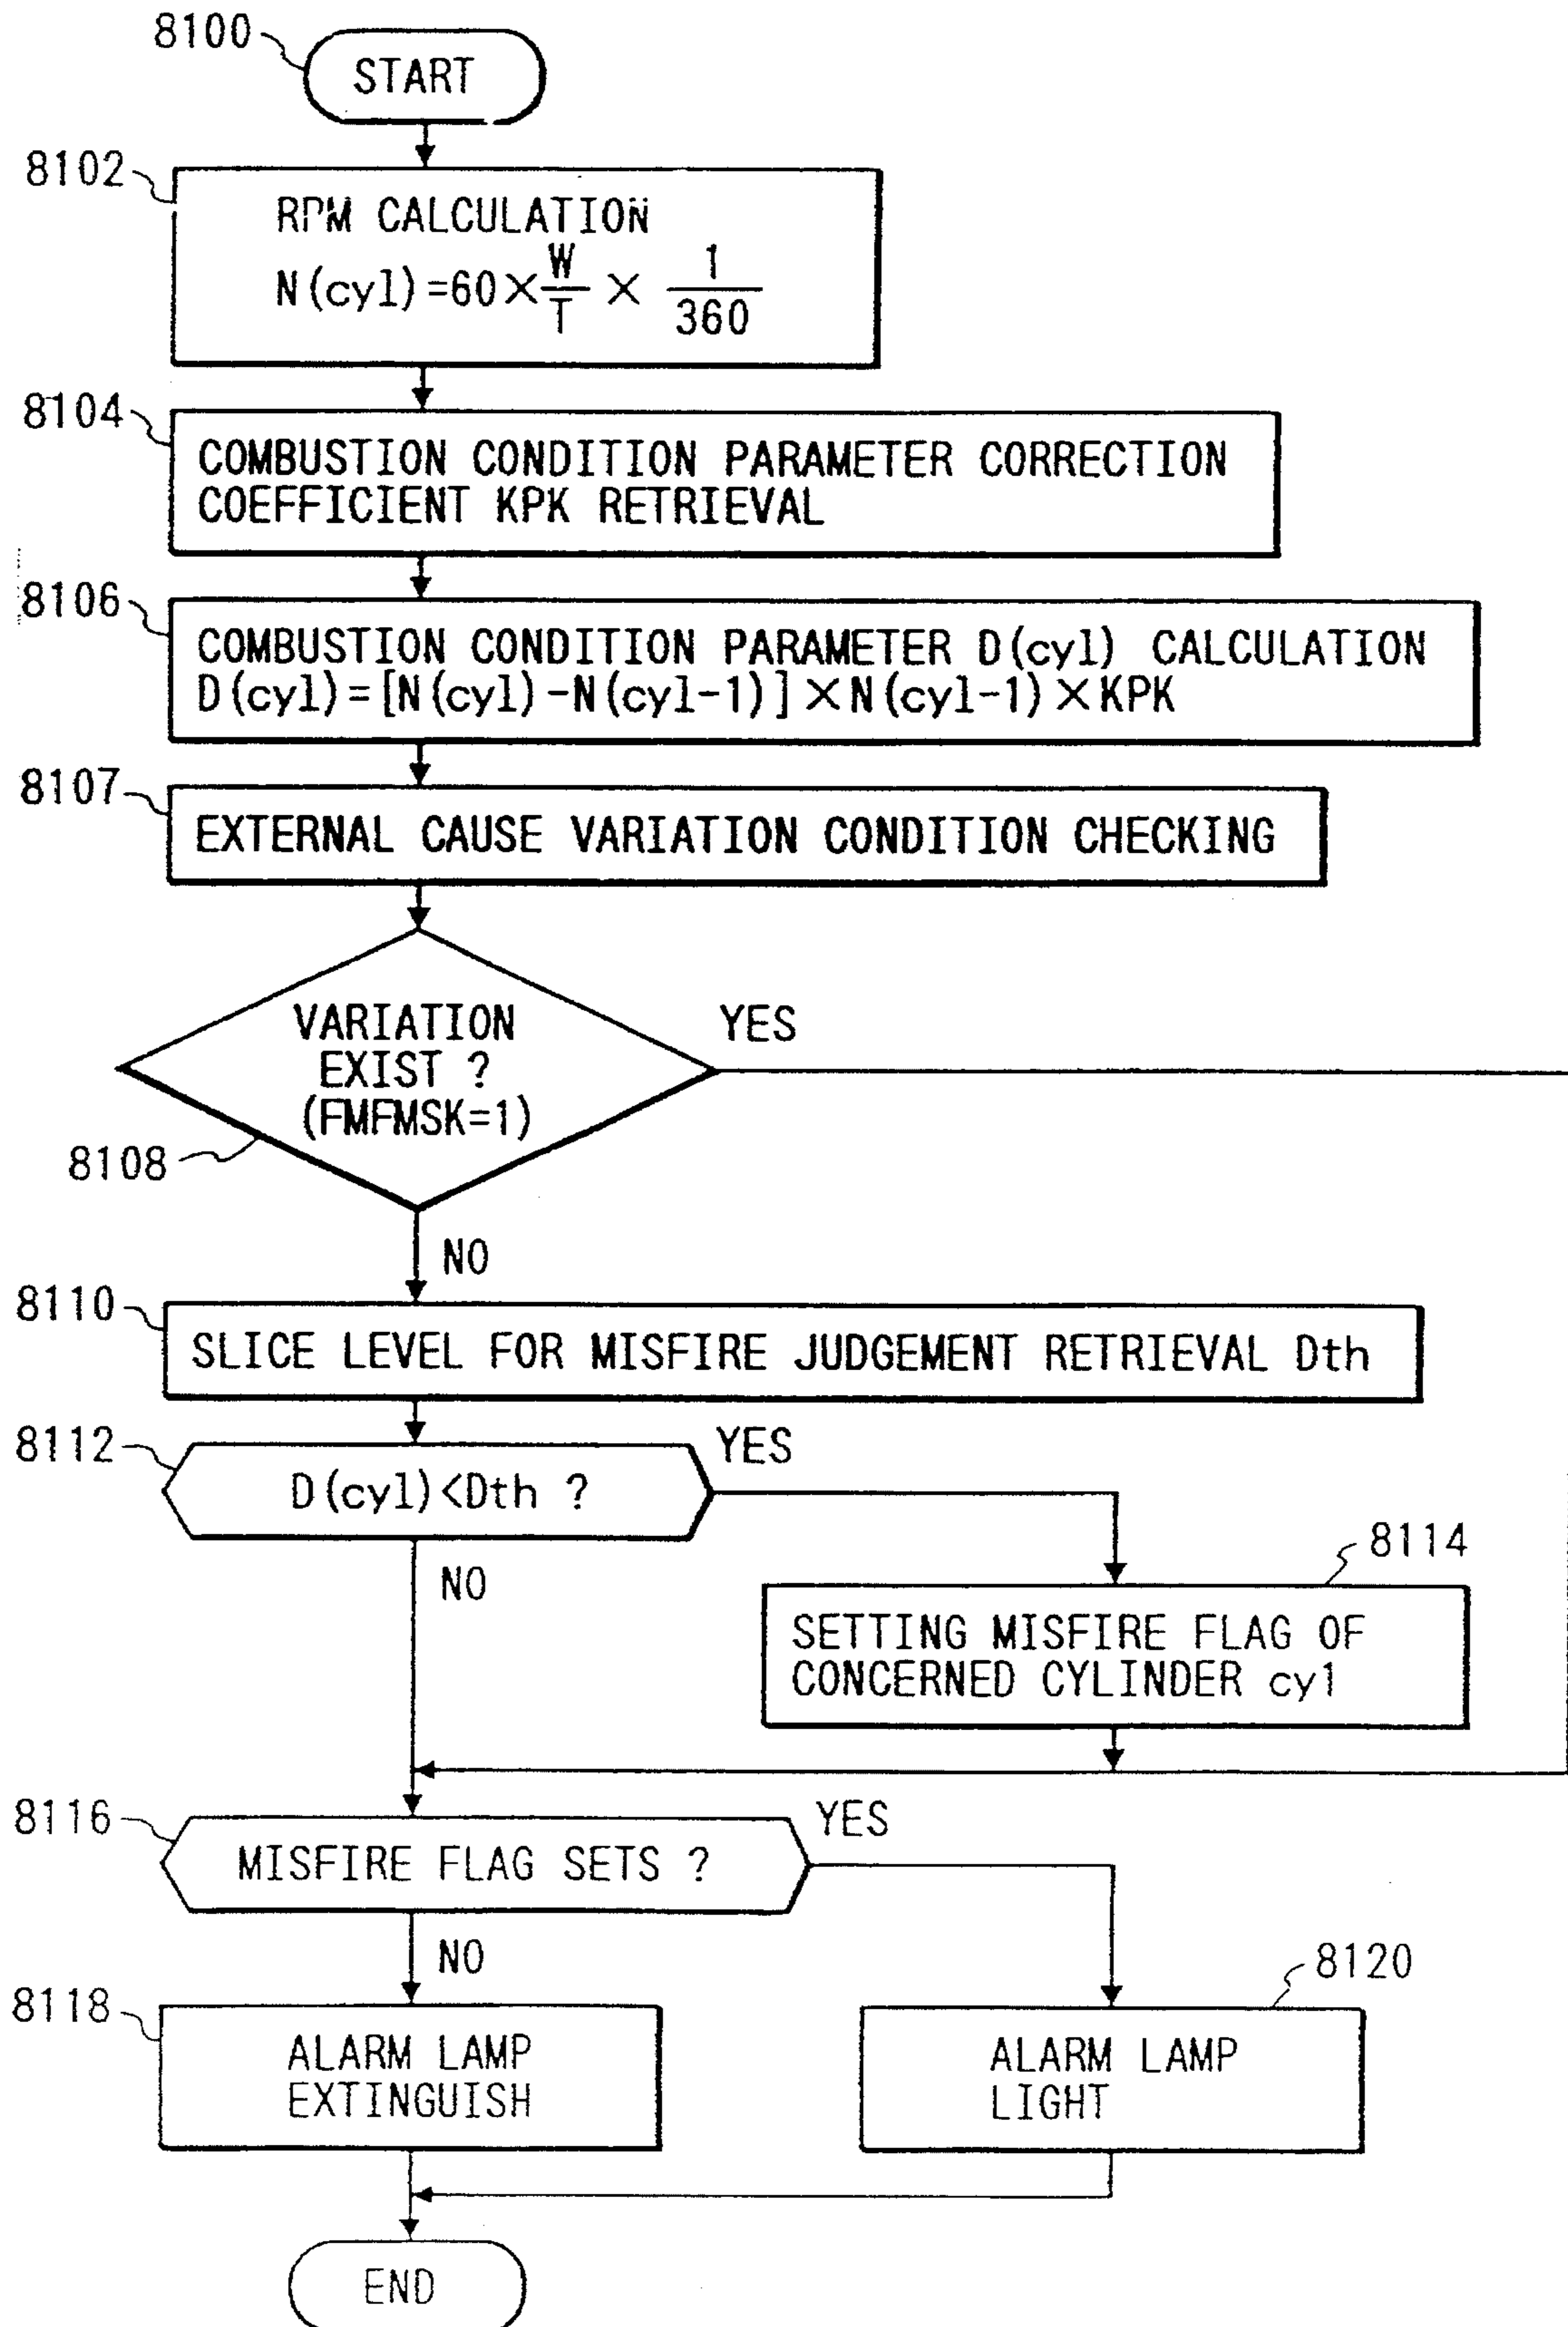 8100
START
8102
RPM CALCULATION
N(cyl)=60×W/T × 1/360
8104
COMBUSTION CONDITION PARAMETER CORRECTION
COEFFICIENT KPK RETRIEVAL
8106
COMBUSTION CONDITION PARAMETER D(cyl) CALCULATION
D(cyl)=[N(cyl)-N(cyl-1)]×N(cyl-1)×KPK
8107
EXTERNAL CAUSE VARIATION CONDITION CHECKING
VARIATION
EXIST ?
(FMFMSK=1)
YES
8108
NO
8110
SLICE LEVEL FOR MISFIRE JUDGEMENT RETRIEVAL Dth
8112
D(cyl)<Dth ?
YES
NO
8114
SETTING MISFIRE FLAG OF
CONCERNED CYLINDER cyl
8116
MISFIRE FLAG SETS ?
YES
NO
8118
ALARM LAMP
EXTINGUISH
8120
ALARM LAMP
LIGHT
END